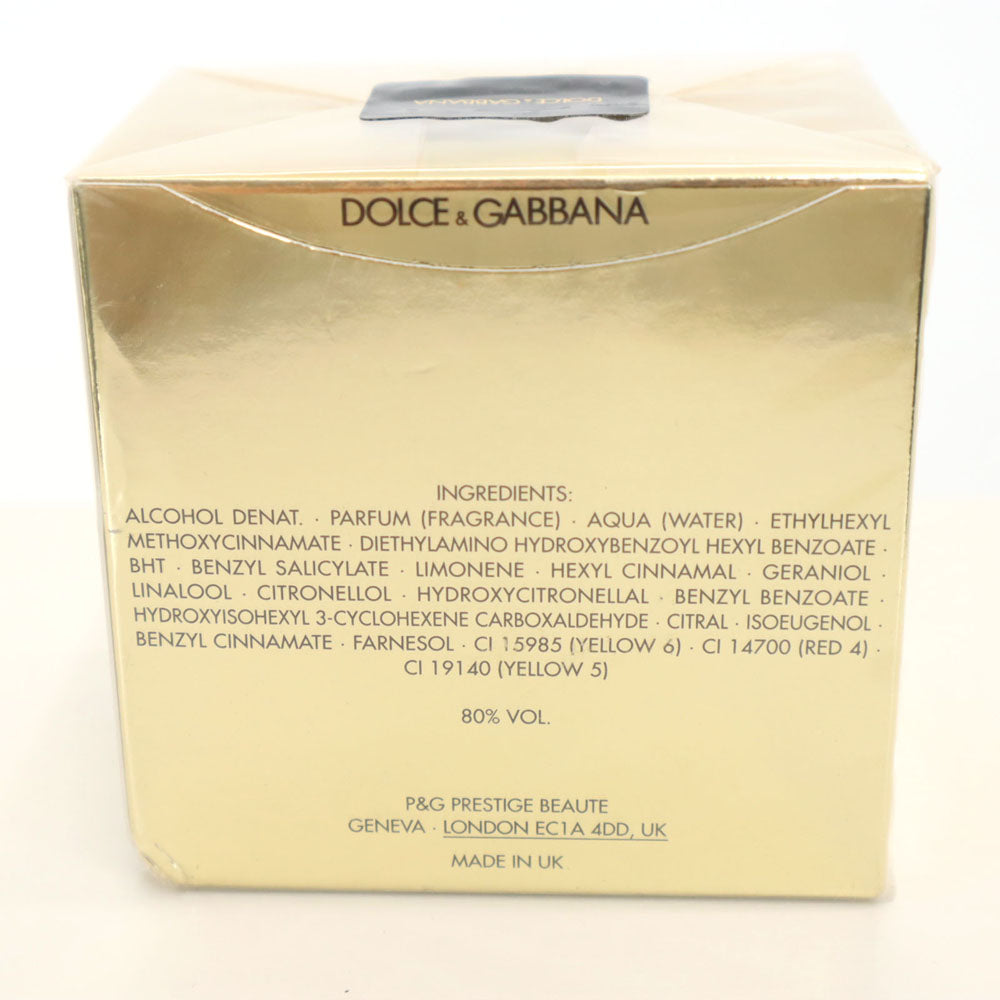 DOLCE & GABBANA
DOLCE & GABBANA
INGREDIENTS:
ALCOHOL DENAT. · PARFUM (FRAGRANCE) · AQUA (WATER) · ETHYLHEXYL
METHOXYCINNAMATE · DIETHYLAMINO HYDROXYBENZOYL HEXYL BENZOATE ·
BHT · BENZYL SALICYLATE · LIMONENE · HEXYL CINNAMAL · GERANIOL ·
LINALOOL · CITRONELLOL · HYDROXYCITRONELLAL · BENZYL BENZOATE ·
HYDROXYISOHEXYL 3-CYCLOHEXENE CARBOXALDEHYDE · CITRAL · ISOEUGENOL ·
BENZYL CINNAMATE · FARNESOL · CI 15985 (YELLOW 6) · CI 14700 (RED 4) ·
CI 19140 (YELLOW 5)
80% VOL.
P&G PRESTIGE BEAUTE
GENEVA · LONDON EC1A 4DD, UK
MADE IN UK